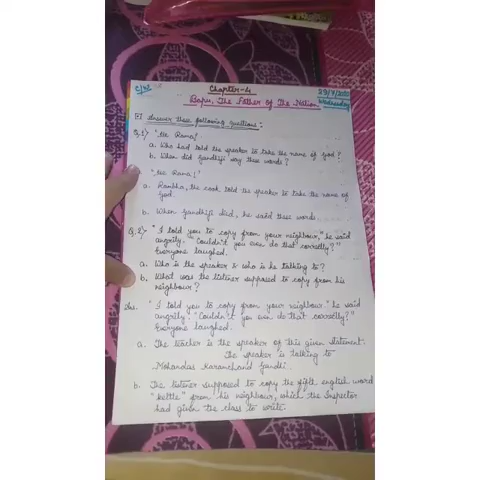 C/W
Chapter-4
29/4/2020
Bapu, The Father of The Nation
Wednesday
Answer these following questions:-
Q.1> "He Rama!
a. Who had told the speaker to take the name of God?
b. When did Gandhiji say these words?
"He Rama!"
a. Rambha, the cook told the speaker to take the name of
God.
b. When Gandhiji died, he said these words.
Q.2> "I told you to copy from your neighbour," he said
angrily. "Couldn't you even do that correctly?"
Everyone laughed.
a. Who is the speaker & who is he talking to?
b. What was the listener supposed to copy from his
neighbour?
Ans. "I told you to copy from your neighbour" he said
angrily. "Couldn't you even do that correctly?"
Everyone laughed.
a. The teacher is the speaker of this given statement.
The speaker is talking to
Mohandas Karamchand Gandhi.
b. The listener supposed to copy the fifth english word
"kettle" from his neighbour, which the Inspector
had given the class to write.